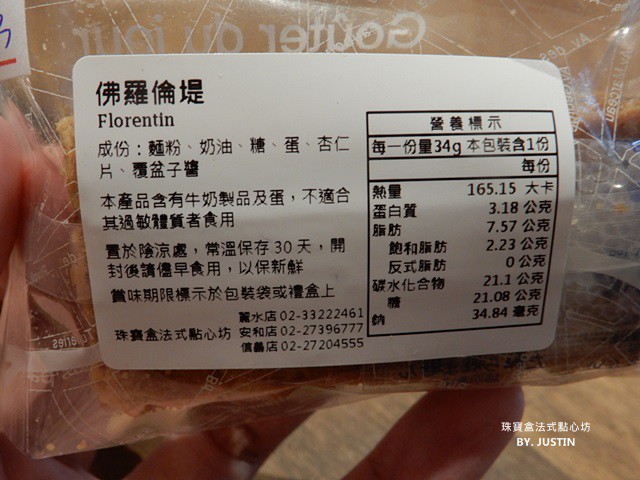 Goûter du jour
佛羅倫堤
Florentin
成份：麵粉、奶油、糖、蛋、杏仁
片、覆盆子醬
本產品含有牛奶製品及蛋，不適合
其過敏體質者食用
置於陰涼處，常溫保存30天，開
封後請儘早食用，以保新鮮
賞味期限標示於包裝袋或禮盒上
珠寶盒法式點心坊
麗水店 02-33222461
安和店 02-27396777
信義店 02-27204555
營養標示
每一份量34g 本包裝含1份
每份
熱量 165.15 大卡
蛋白質 3.18 公克
脂肪 7.57 公克
飽和脂肪 2.23 公克
反式脂肪 0 公克
碳水化合物 21.1 公克
糖 21.08 公克
鈉 34.84 毫克
珠寶盒法式點心坊
BY. JUSTIN